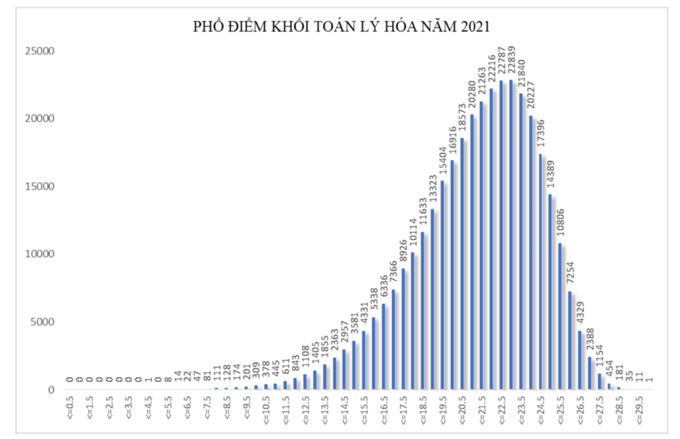 PHỔ ĐIỂM KHỐI TOÁN LÝ HÓA NĂM 2021
25000
20000
15000
10000
5000
0
0 0 0 0 0 0 0 0 1 0 8 14 22 47 81 111 128 174 201 309 378 445 611 843 1108 1405 1855 2363 2957 3581 4331 5338 6336 7366 8926 10114 11633 13323 15404 16916 18573 20280 21263 22216 22787 22839 21840 20227 17396 14389 10806 7254 4329 2388 1154 454 181 35 11 1
<=0.5 <=1.5 <=2.5 <=3.5 <=4.5 <=5.5 <=6.5 <=7.5 <=8.5 <=9.5 <=10.5 <=11.5 <=12.5 <=13.5 <=14.5 <=15.5 <=16.5 <=17.5 <=18.5 <=19.5 <=20.5 <=21.5 <=22.5 <=23.5 <=24.5 <=25.5 <=26.5 <=27.5 <=28.5 <=29.5